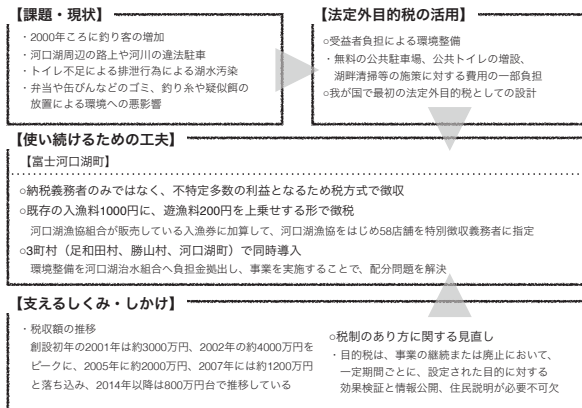 【課題・現状】
・2000年ころに釣り客の増加
・河口湖周辺の路上や河川の違法駐車
・トイレ不足による排泄行為による湖水汚染
・弁当や缶びんなどのゴミ、釣り糸や疑似餌の
放置による環境への悪影響
【法定外目的税の活用】
○受益者負担による環境整備
・無料の公共駐車場、公共トイレの増設、
湖畔清掃等の施策に対する費用の一部負担
○我が国で最初の法定外目的税としての設計
【使い続けるための工夫】
【富士河口湖町】
○納税義務者のみではなく、不特定多数の利益となるため税方式で徴収
○既存の入漁料1000円に、遊漁料200円を上乗せする形で徴税
河口湖漁協組合が販売している入漁券に加算して、河口湖漁協をはじめ58店舗を特別徴収義務者に指定
○3町村（足和田村、勝山村、河口湖町）で同時導入
環境整備を河口湖治水組合へ負担金拠出し、事業を実施することで、配分問題を解決
【支えるしくみ・しかけ】
・税収額の推移
創設初年の2001年は約3000万円、2002年の約4000万円を
ピークに、2005年に約2000万円、2007年には約1200万円
と落ち込み、2014年以降は800万円台で推移している
○税制のあり方に関する見直し
・目的税は、事業の継続または廃止において、
一定期間ごとに、設定された目的に対する
効果検証と情報公開、住民説明が必要不可欠